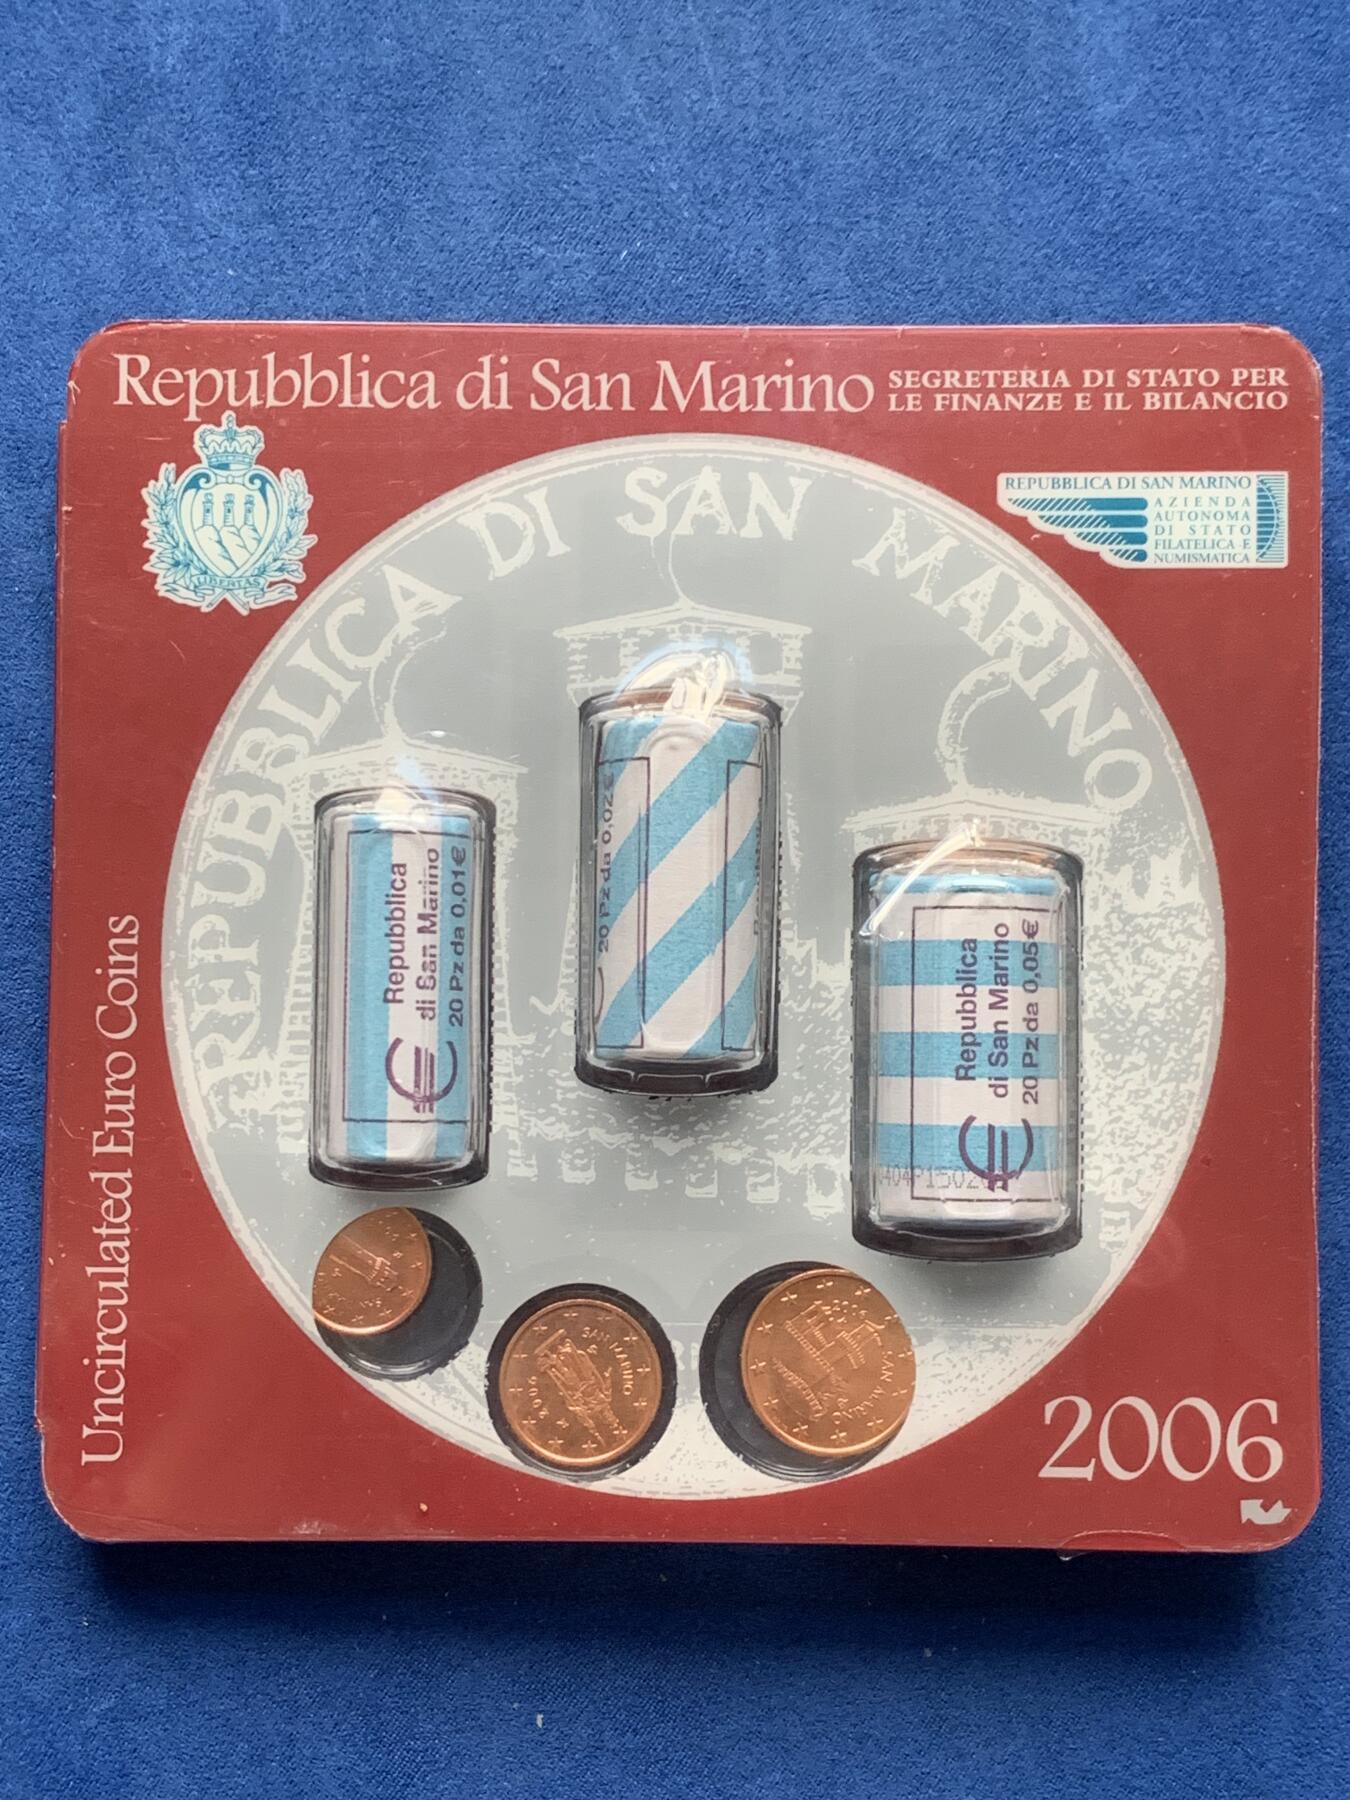 Repubblica di San Marino
SEGRETERIA DI STATO PER
LE FINANZE E IL BILANCIO
LIBERTAS
REPUBBLICA DI SAN MARINO
AZIENDA
AUTONOMA
DI STATO
FILATELICA E
NUMISMATICA
REPUBBLICA DI SAN MARINO
Uncirculated Euro Coins
€ Repubblica
di San Marino
20 Pz da 0,01€
20 Pz da 0,02€
€ Repubblica
di San Marino
20 Pz da 0,05€
SAN MARINO
2006
2006
SAN MARINO
2006